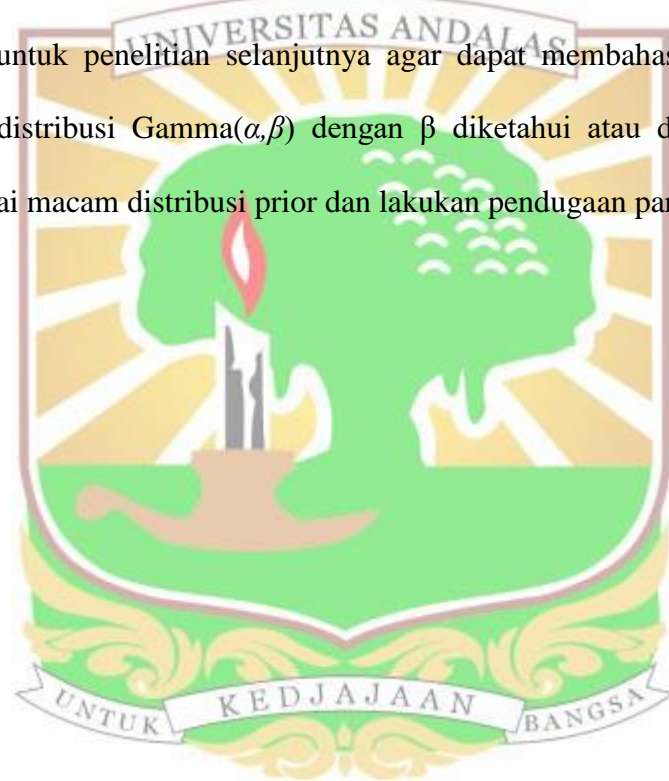 UNIVERSITAS ANDALAS
untuk penelitian selanjutnya agar dapat membahas
distribusi Gamma(α,β) dengan β diketahui atau d
ai macam distribusi prior dan lakukan pendugaan par
UNTUK KEDJAJAAN BANGSA